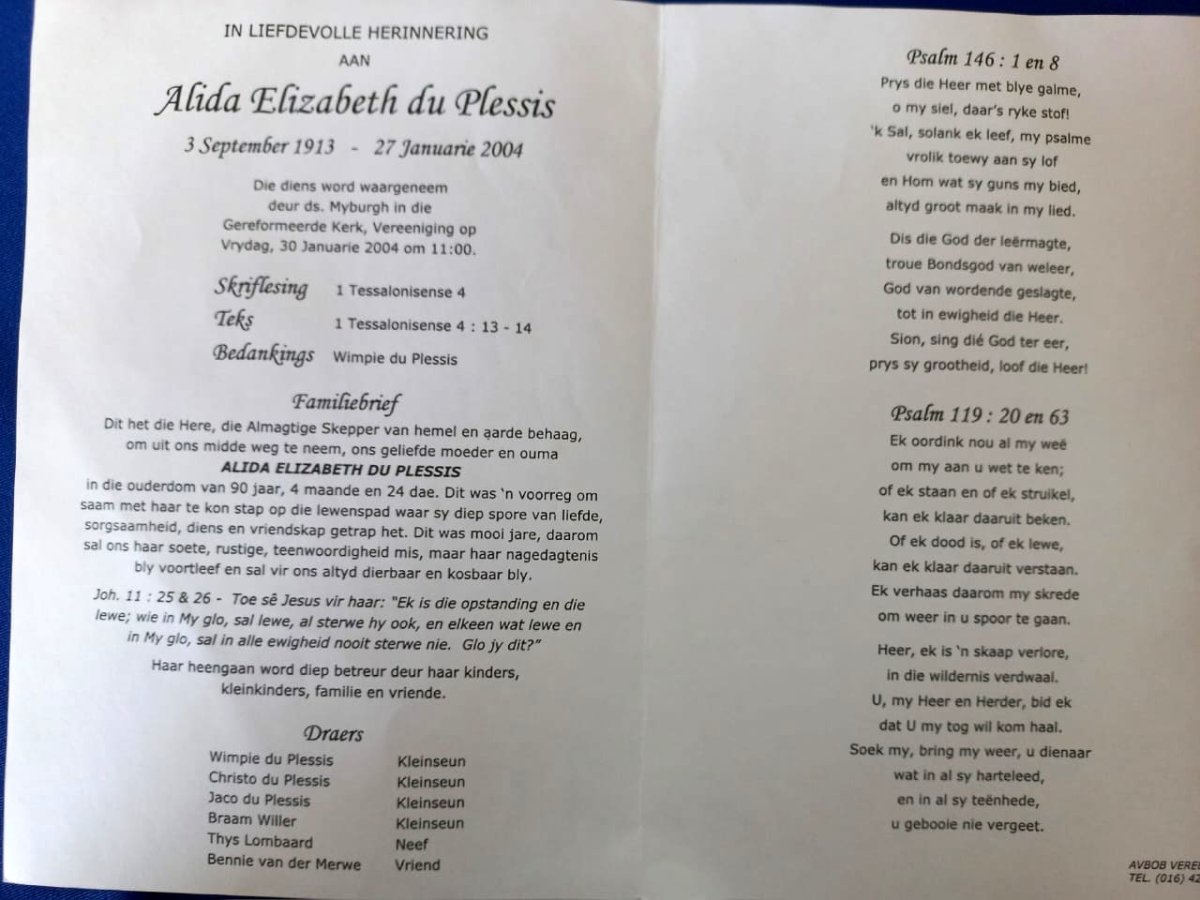 IN LIEFDEVOLLE HERINNERING
AAN
Alida Elizabeth du Plessis
3 September 1913 - 27 Januarie 2004
Die diens word waargeneem
deur ds. Myburgh in die
Gereformeerde Kerk, Vereeniging op
Vrydag, 30 Januarie 2004 om 11:00.
Skriflesing 1 Tessalonisense 4
Teks 1 Tessalonisense 4 : 13 - 14
Bedankings Wimpie du Plessis
Familiebrief
Dit het die Here, die Almagtige Skepper van hemel en aarde behaag,
om uit ons midde weg te neem, ons geliefde moeder en ouma
ALIDA ELIZABETH DU PLESSIS
in die ouderdom van 90 jaar, 4 maande en 24 dae. Dit was 'n voorreg om
saam met haar te kon stap op die lewenspad waar sy diep spore van liefde,
sorgsaamheid, diens en vriendskap getrap het. Dit was mooi jare, daarom
sal ons haar soete, rustige, teenwoordigheid mis, maar haar nagedagtenis
bly voortleef en sal vir ons altyd dierbaar en kosbaar bly.
Joh. 11 : 25 & 26 - Toe sê Jesus vir haar: "Ek is die opstanding en die
lewe; wie in My glo, sal lewe, al sterwe hy ook, en elkeen wat lewe en
in My glo, sal in alle ewigheid nooit sterwe nie. Glo jy dit?"
Haar heengaan word diep betreur deur haar kinders,
kleinkinders, familie en vriende.
Draers
Wimpie du Plessis Kleinseun
Christo du Plessis Kleinseun
Jaco du Plessis Kleinseun
Braam Willer Kleinseun
Thys Lombaard Neef
Bennie van der Merwe Vriend
Psalm 146 : 1 en 8
Prys die Heer met blye galme,
o my siel, daar's ryke stof!
'k Sal, solank ek leef, my psalme
vrolik toewy aan sy lof
en Hom wat sy guns my bied,
altyd groot maak in my lied.
Dis die God der leërmagte,
troue Bondsgod van weleer,
God van wordende geslagte,
tot in ewigheid die Heer.
Sion, sing dié God ter eer,
prys sy grootheid, loof die Heer!
Psalm 119 : 20 en 63
Ek oordink nou al my weë
om my aan u wet te ken;
of ek staan en of ek struikel,
kan ek klaar daaruit beken.
Of ek dood is, of ek lewe,
kan ek klaar daaruit verstaan.
Ek verhaas daarom my skrede
om weer in u spoor te gaan.
Heer, ek is 'n skaap verlore,
in die wildernis verdwaal.
U, my Heer en Herder, bid ek
dat U my tog wil kom haal.
Soek my, bring my weer, u dienaar
wat in al sy harteleed,
en in al sy teënhede,
u gebooie nie vergeet.
AVBOB
TEL. (016) 42